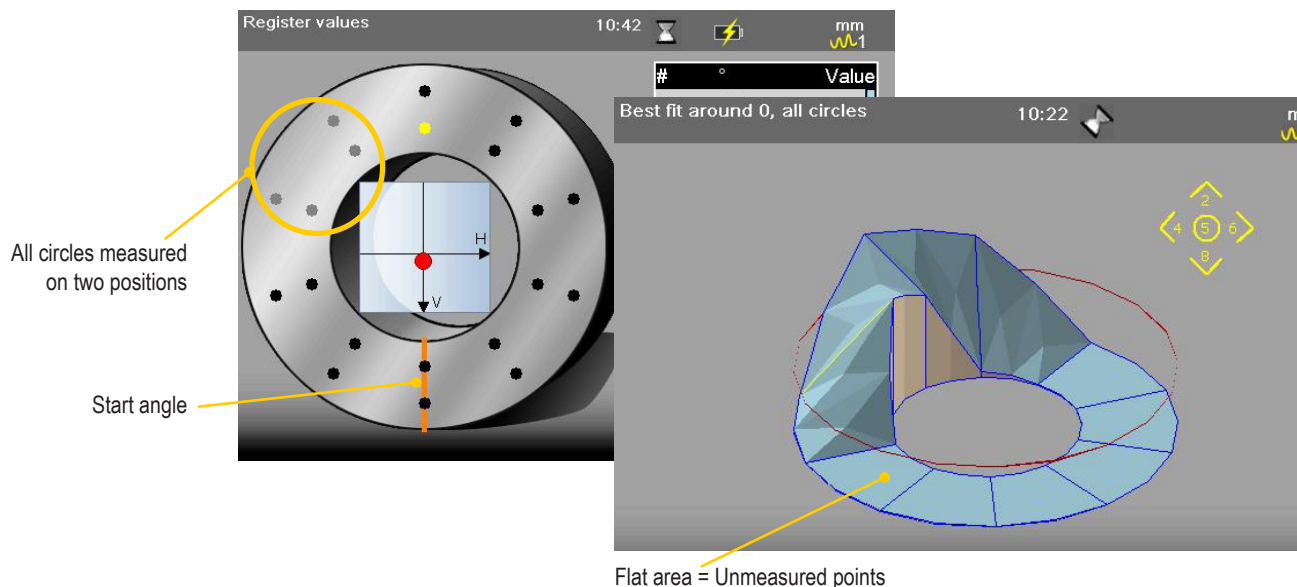 Register values
10:42
mm
1
# ° Value
Best fit around 0, all circles
10:22
2
4 5 6
8
H
V
All circles measured
on two positions
Start angle
Flat area = Unmeasured points